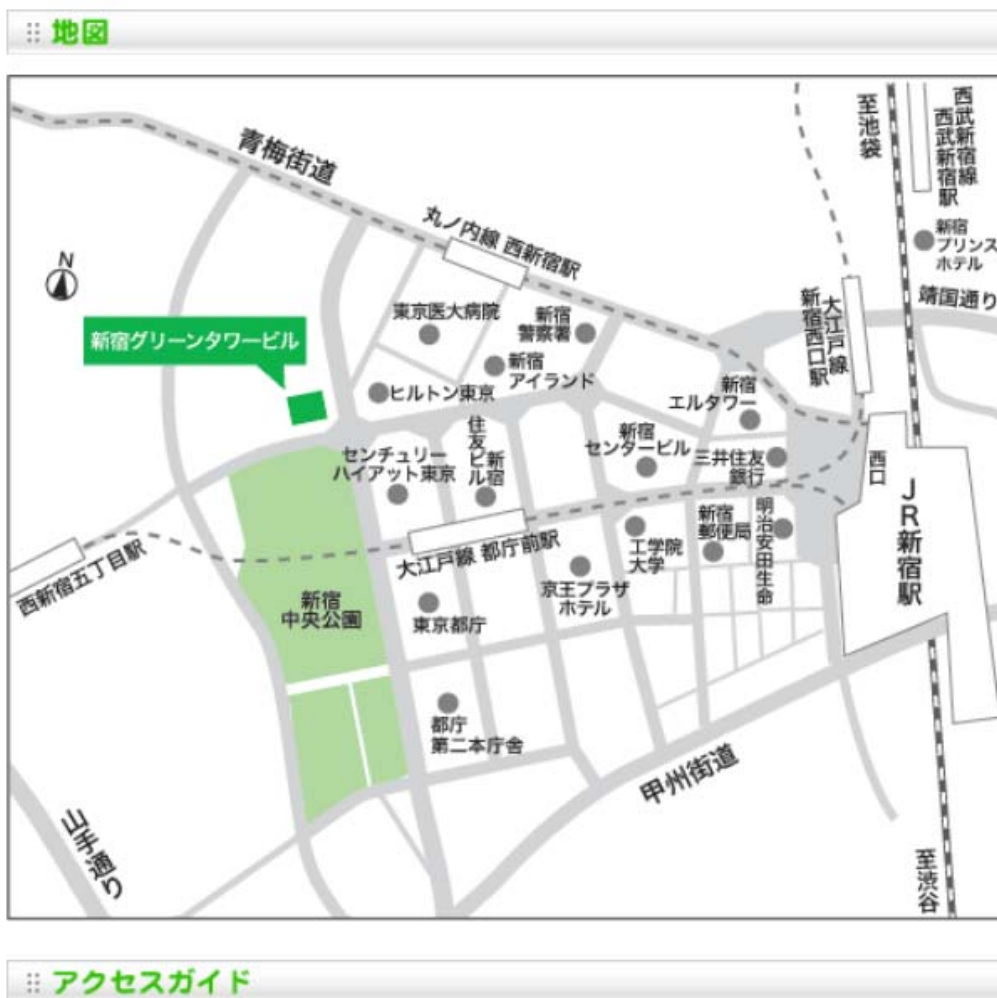 地図
青梅街道
丸ノ内線 西新宿駅
至池袋
西武新宿線
西武新宿駅
新宿
プリンス
ホテル
N
靖国通り
大江戸線
新宿西口駅
東京医大病院
新宿
警察署
新宿グリーンタワービル
新宿
アイランド
ヒルトン東京
新宿
エルタワー
センチュリー
ハイアット東京
新宿
住友ビル
新宿
センタービル
三井住友
銀行
西口
JR新宿駅
大江戸線 都庁前駅
工学院
大学
新宿
郵便局
明治安田生命
西新宿五丁目駅
新宿
中央公園
東京都庁
京王プラザ
ホテル
都庁
第二本庁舎
甲州街道
山手通り
至渋谷
アクセスガイド